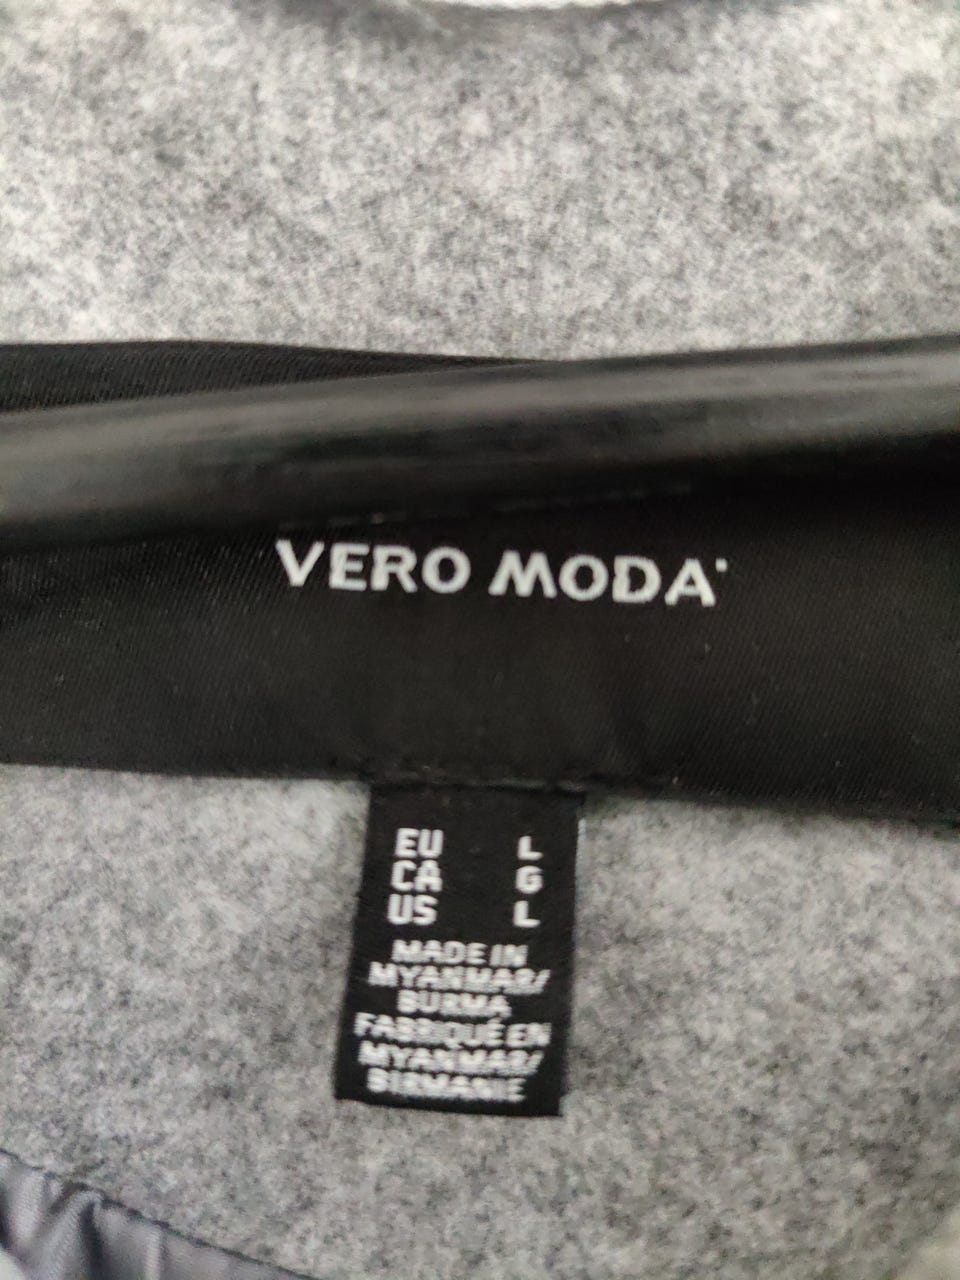 VERO MODA
EU L
CA G
US L
MADE IN
MYANMAR/
BURMA
FABRIQUÉ EN
MYANMAR/
BIRMANIE